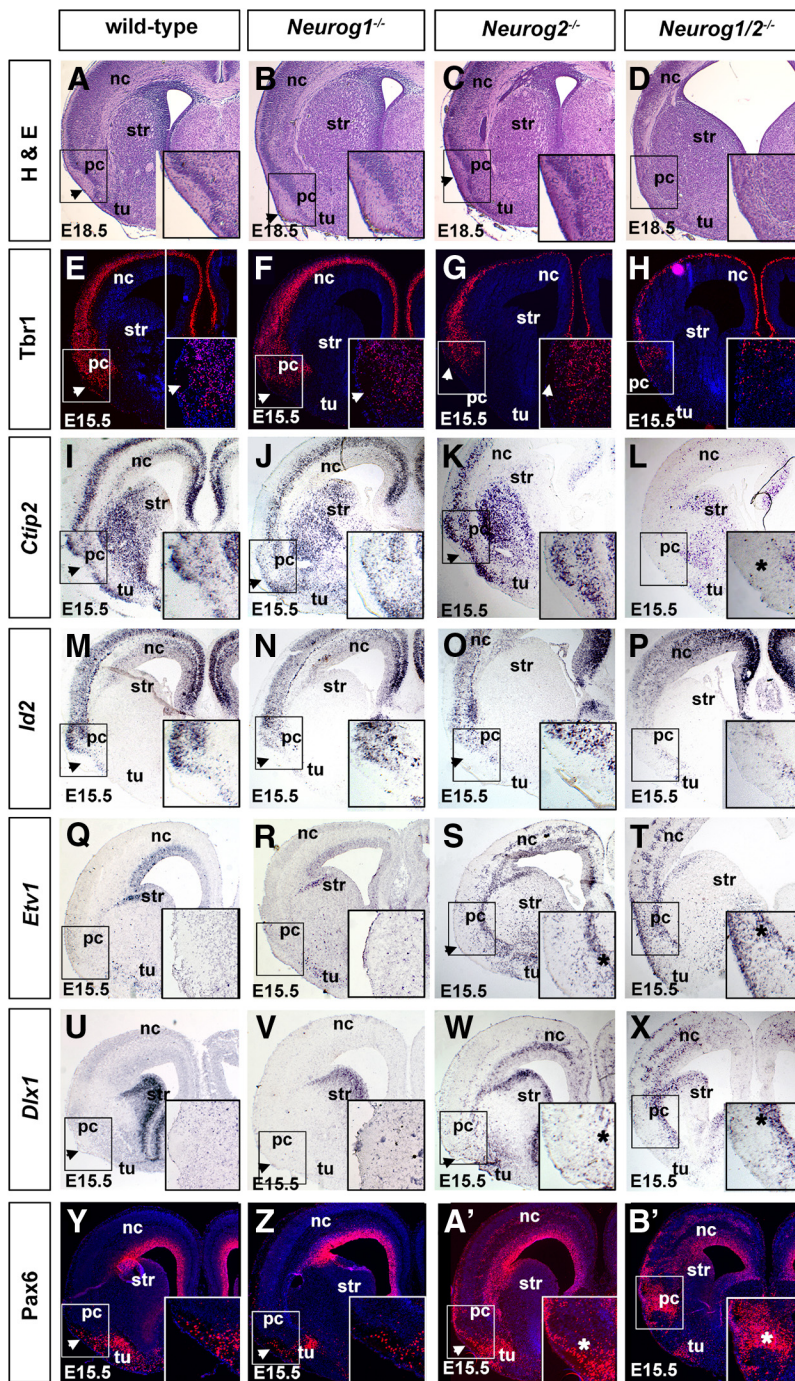 wild-type Neurog1-/- Neurog2-/- Neurog1/2-/-
H & E
A nc str pc tu E18.5
B nc str pc tu E18.5
C nc str pc tu E18.5
D nc str pc tu E18.5
Tbr1
E nc str pc tu E15.5
F nc str pc tu E15.5
G nc str pc tu E15.5
H nc str pc tu E15.5
Ctip2
I nc str pc tu E15.5
J nc str pc tu E15.5
K nc str pc tu E15.5
L nc str pc tu E15.5 *
Id2
M nc str pc tu E15.5
N nc str pc tu E15.5
O nc str pc tu E15.5
P nc str pc tu E15.5
Etv1
Q nc str pc tu E15.5
R nc str pc tu E15.5
S nc str pc tu E15.5 *
T nc str pc tu E15.5 *
Dlx1
U nc str pc tu E15.5
V nc str pc tu E15.5
W nc str pc tu E15.5 *
X nc str pc tu E15.5 *
Pax6
Y nc str pc tu E15.5
Z nc str pc tu E15.5
A' nc str pc tu E15.5 *
B' nc str pc tu E15.5 *